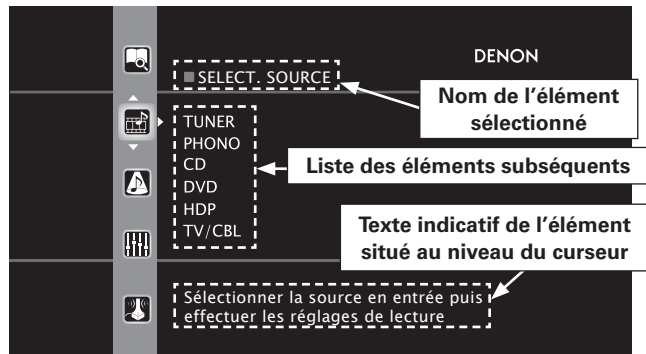 DENON
SELECT. SOURCE
Nom de l'élément
sélectionné
TUNER
PHONO
CD
DVD
HDP
TV/CBL
Liste des éléments subséquents
Texte indicatif de l'élément
situé au niveau du curseur
Sélectionner la source en entrée puis
effectuer les réglages de lecture